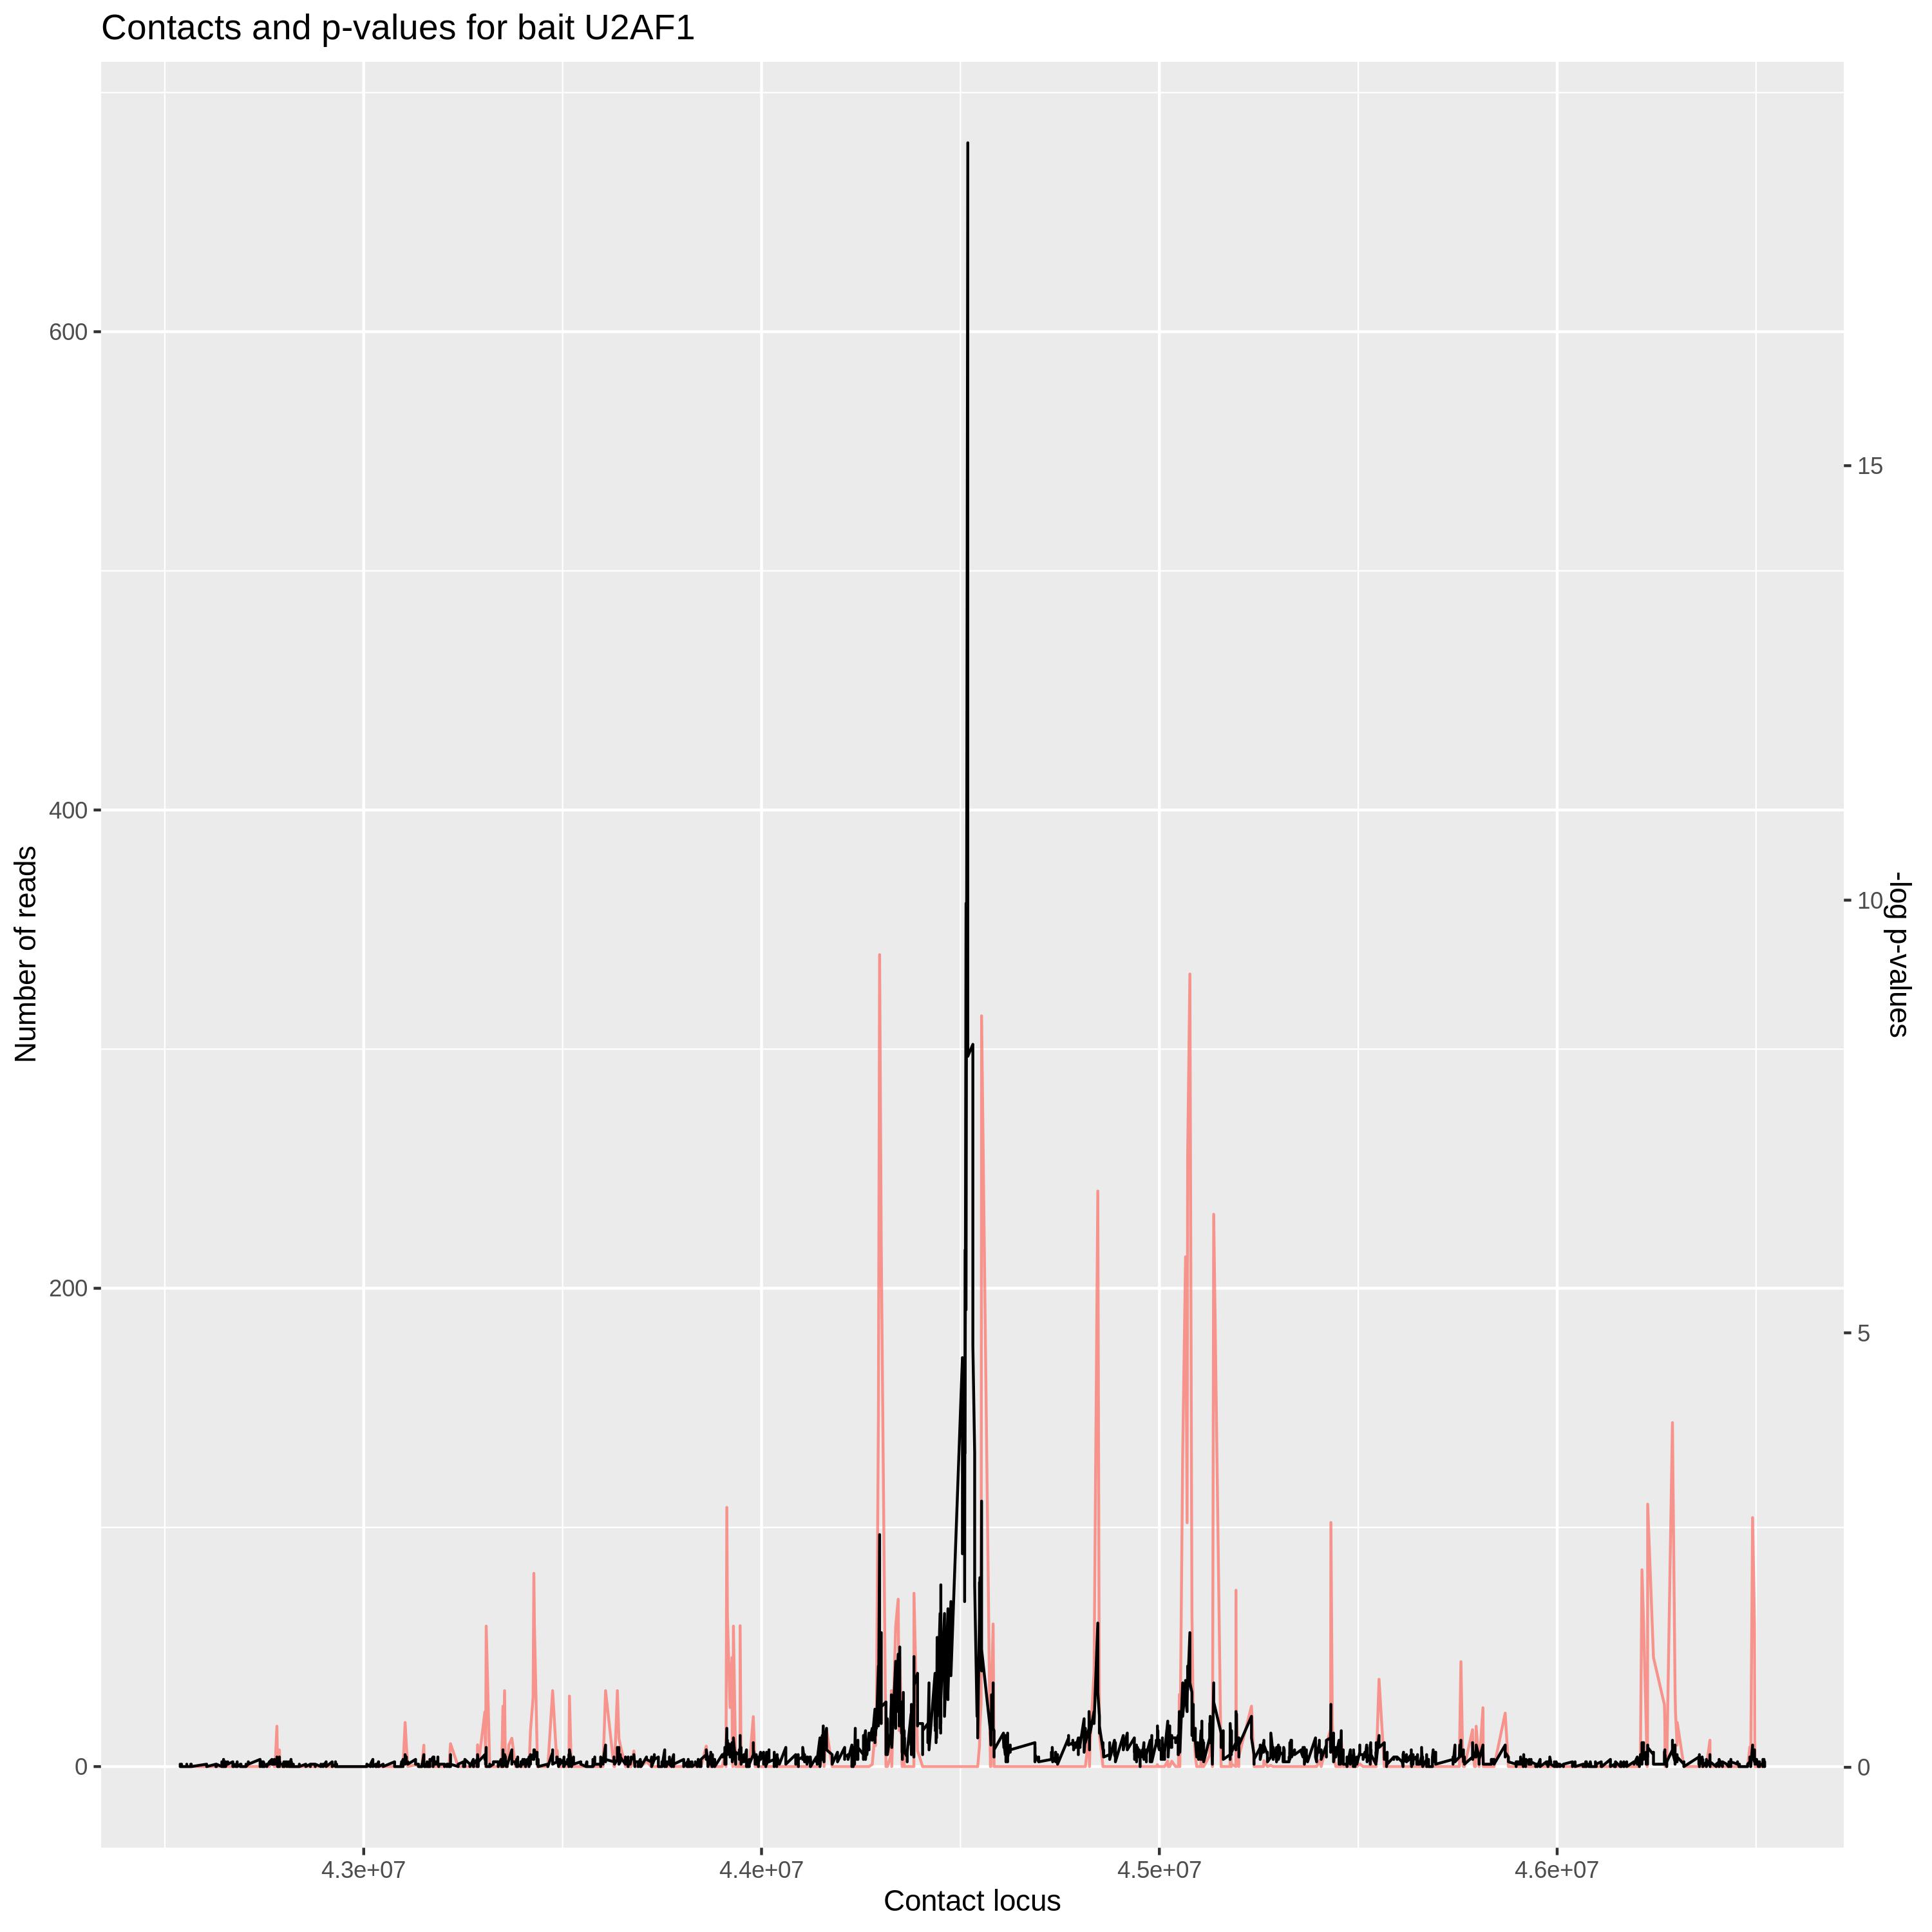 Contacts and p-values for bait U2AF1
Number of reads
600
400
200
0
15
10
5
0
-log p-values
4.3e+07
4.4e+07
4.5e+07
4.6e+07
Contact locus